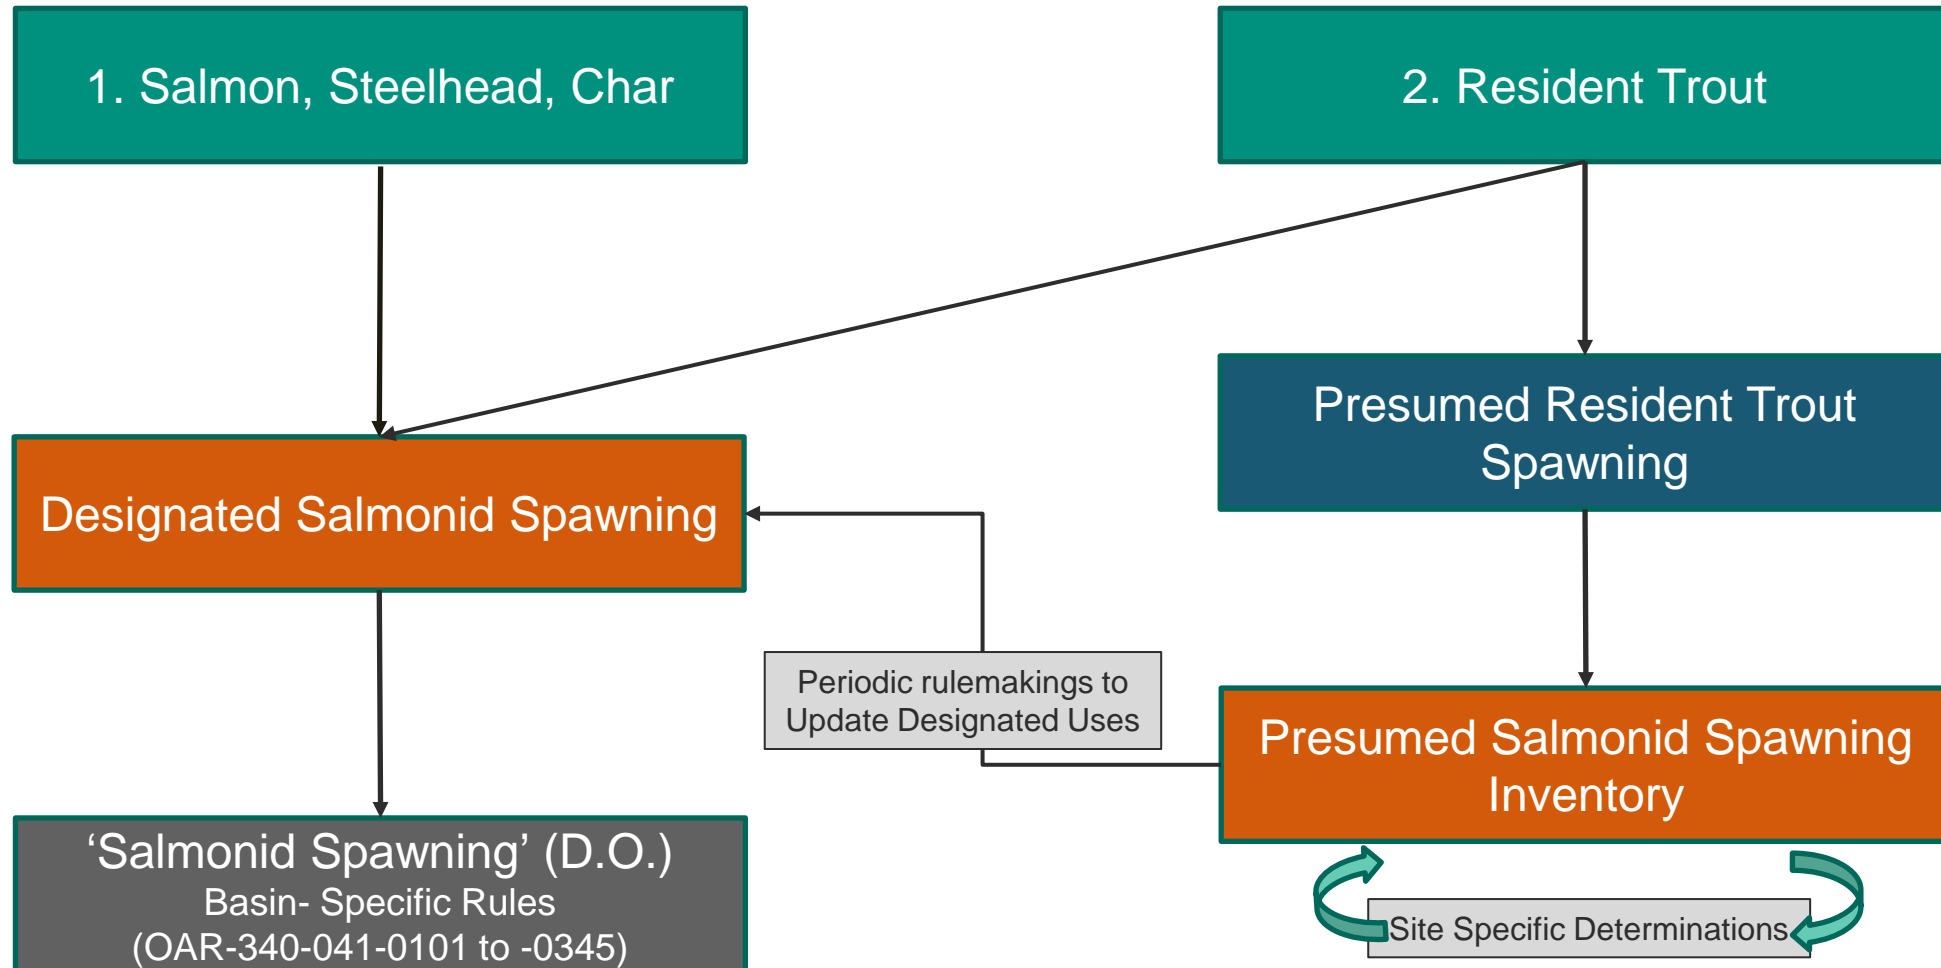 1. Salmon, Steelhead, Char
2. Resident Trout
Presumed Resident Trout
Spawning
Designated Salmonid Spawning
Periodic rulemakings to
Update Designated Uses
Presumed Salmonid Spawning
Inventory
‘Salmonid Spawning’ (D.O.)
Basin- Specific Rules
(OAR-340-041-0101 to -0345)
Site Specific Determinations